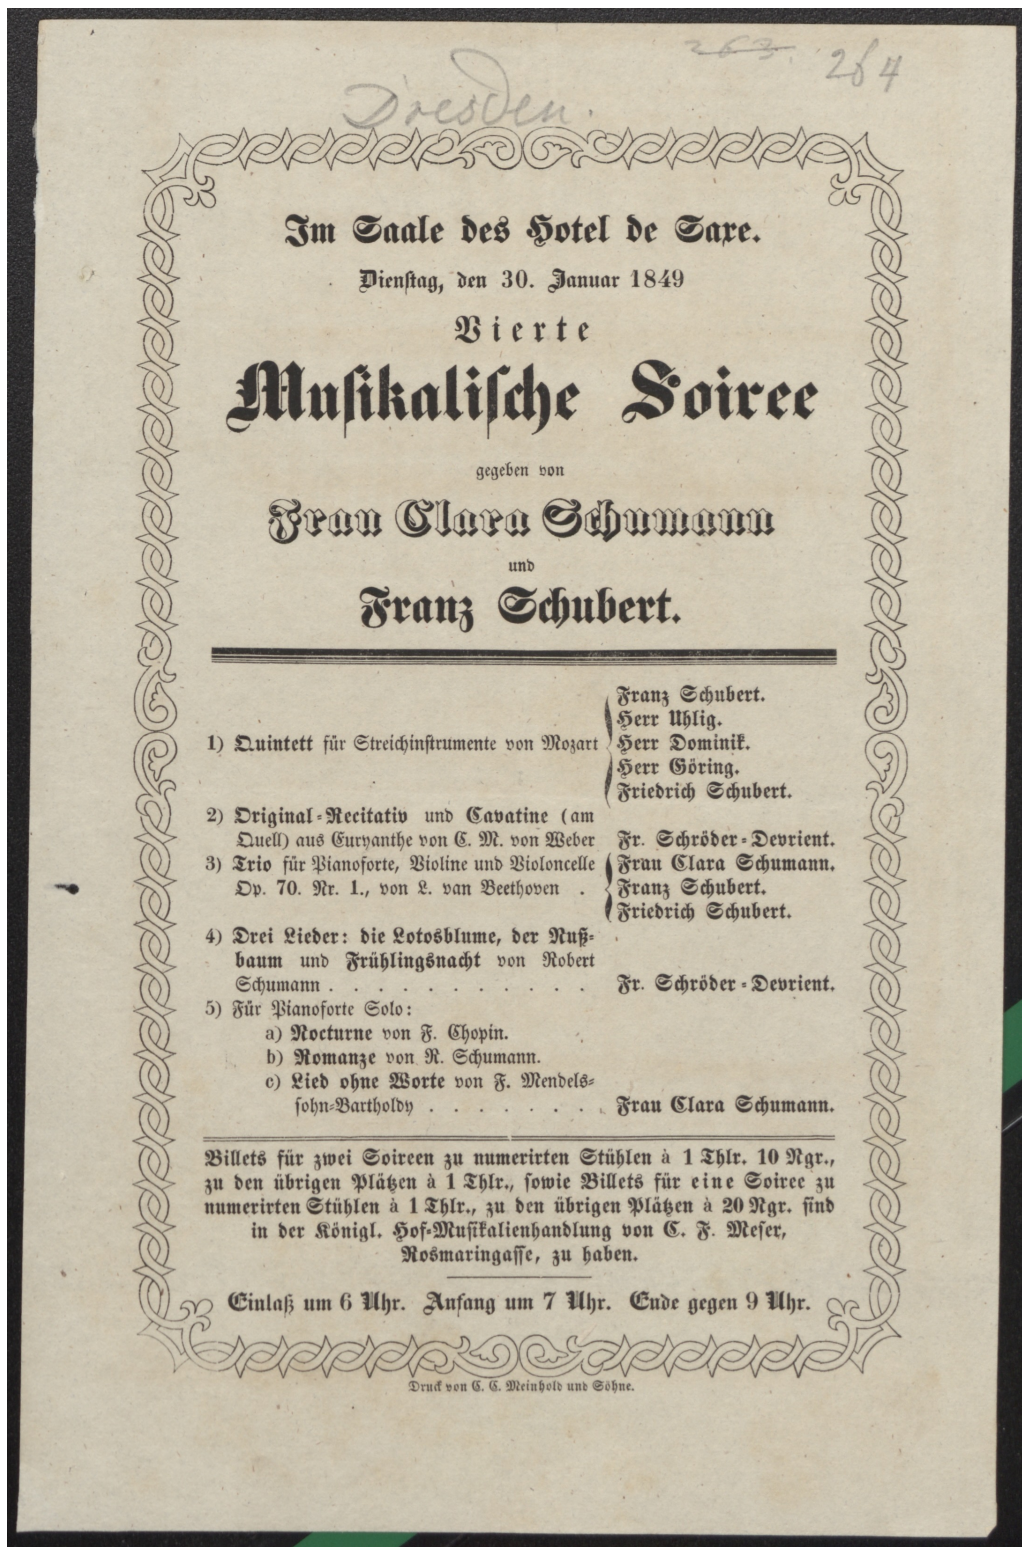 263.
264
Dresden.
Im Saale des Hotel de Saxe.
Dienstag, den 30. Januar 1849
Vierte
Musikalische Soiree
gegeben von
Frau Clara Schumann
und
Franz Schubert.
1) Quintett für Streichinstrumente von Mozart
Franz Schubert.
Herr Uhlig.
Herr Dominik.
Herr Göring.
Friedrich Schubert.
2) Original-Recitativ und Cavatine (am
Quell) aus Euryanthe von C. M. von Weber Fr. Schröder-Devrient.
3) Trio für Pianoforte, Violine und Violoncelle
Op. 70. Nr. 1., von L. van Beethoven .
Frau Clara Schumann.
Franz Schubert.
Friedrich Schubert.
4) Drei Lieder: die Lotosblume, der Nuß-
baum und Frühlingsnacht von Robert
Schumann . . . . . . . . . . . Fr. Schröder-Devrient.
5) Für Pianoforte Solo:
a) Nocturne von F. Chopin.
b) Romanze von R. Schumann.
c) Lied ohne Worte von F. Mendels-
sohn-Bartholdy . . . . . . . Frau Clara Schumann.
Billets für zwei Soireen zu numerirten Stühlen à 1 Thlr. 10 Ngr.,
zu den übrigen Plätzen à 1 Thlr., sowie Billets für eine Soiree zu
numerirten Stühlen à 1 Thlr., zu den übrigen Plätzen à 20 Ngr. sind
in der Königl. Hof-Musikalienhandlung von C. F. Meser,
Rosmaringasse, zu haben.
Einlaß um 6 Uhr. Anfang um 7 Uhr. Ende gegen 9 Uhr.
Druck von C. C. Meinhold und Söhne.